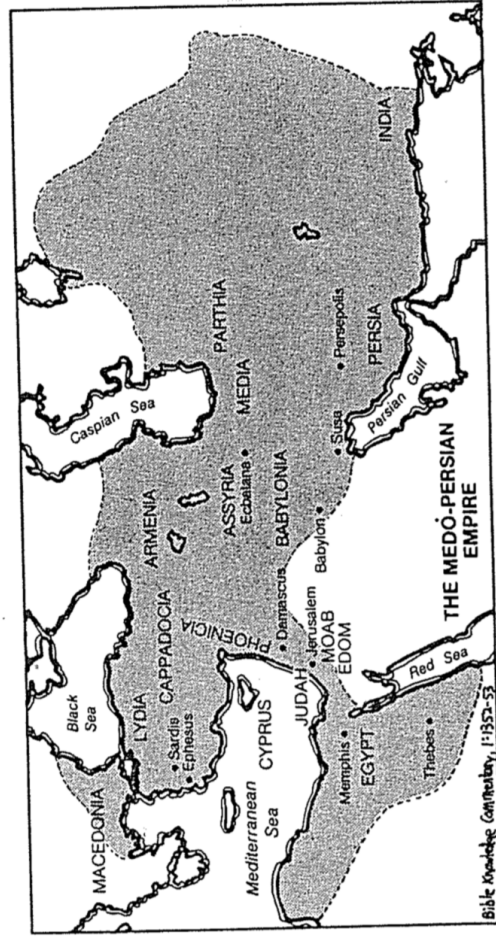 MACEDONIA
Black
Sea
Caspian Sea
LYDIA
Sardis
Ephesus
CAPPADOCIA
ARMENIA
PARTHIA
MEDIA
ASSYRIA
Ecbatana
Mediterranean
Sea
CYPRUS
PHOENICIA
Damascus
BABYLONIA
Babylon
Susa
Persepolis
PERSIA
INDIA
Persian Gulf
JUDAH
Jerusalem
MOAB
EDOM
Memphis
EGYPT
Thebes
Red Sea
THE MEDO-PERSIAN
EMPIRE
Bible Knowledge Commentary, 1:1352-53